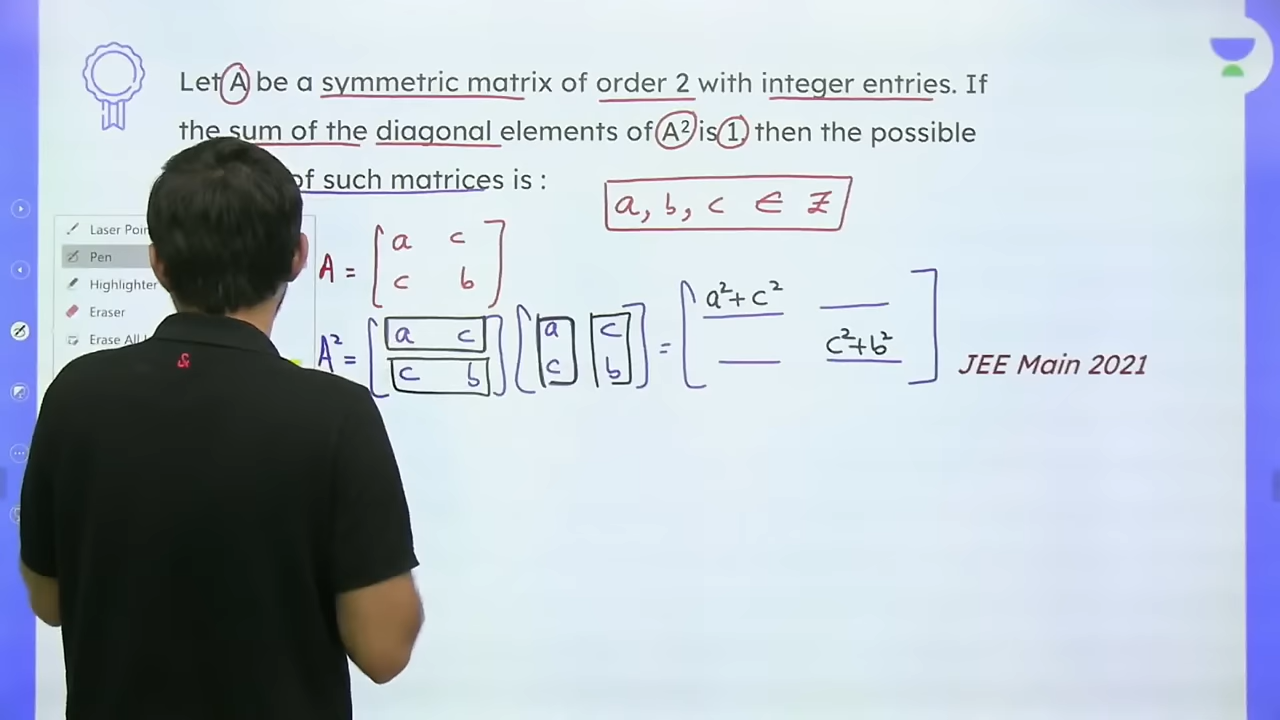 Let A be a symmetric matrix of order 2 with integer entries. If
the sum of the diagonal elements of A² is 1, then the possible
of such matrices is :
a, b, c ∈ Z
Laser
Pen
Highlighter
Eraser
Erase All
A = [ a c
c b ]
A² = [ a c [ a c = [ a²+c² __
c b ] c b ] __ c²+b² ]
JEE Main 2021